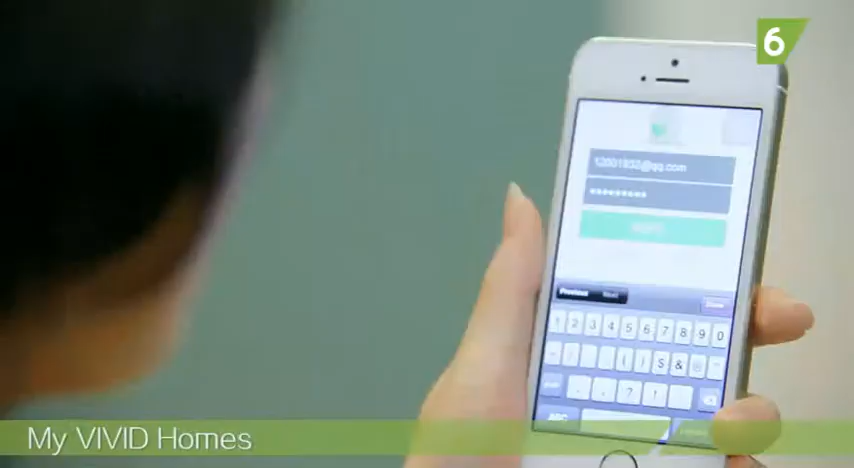 6
12001832@qq.com
*********
Previous Next
Done
1 2 3 4 5 6 7 8 9 0
- / : ; ( ) $ & @ "
. , ? ! '
ABC
My VIVID Homes